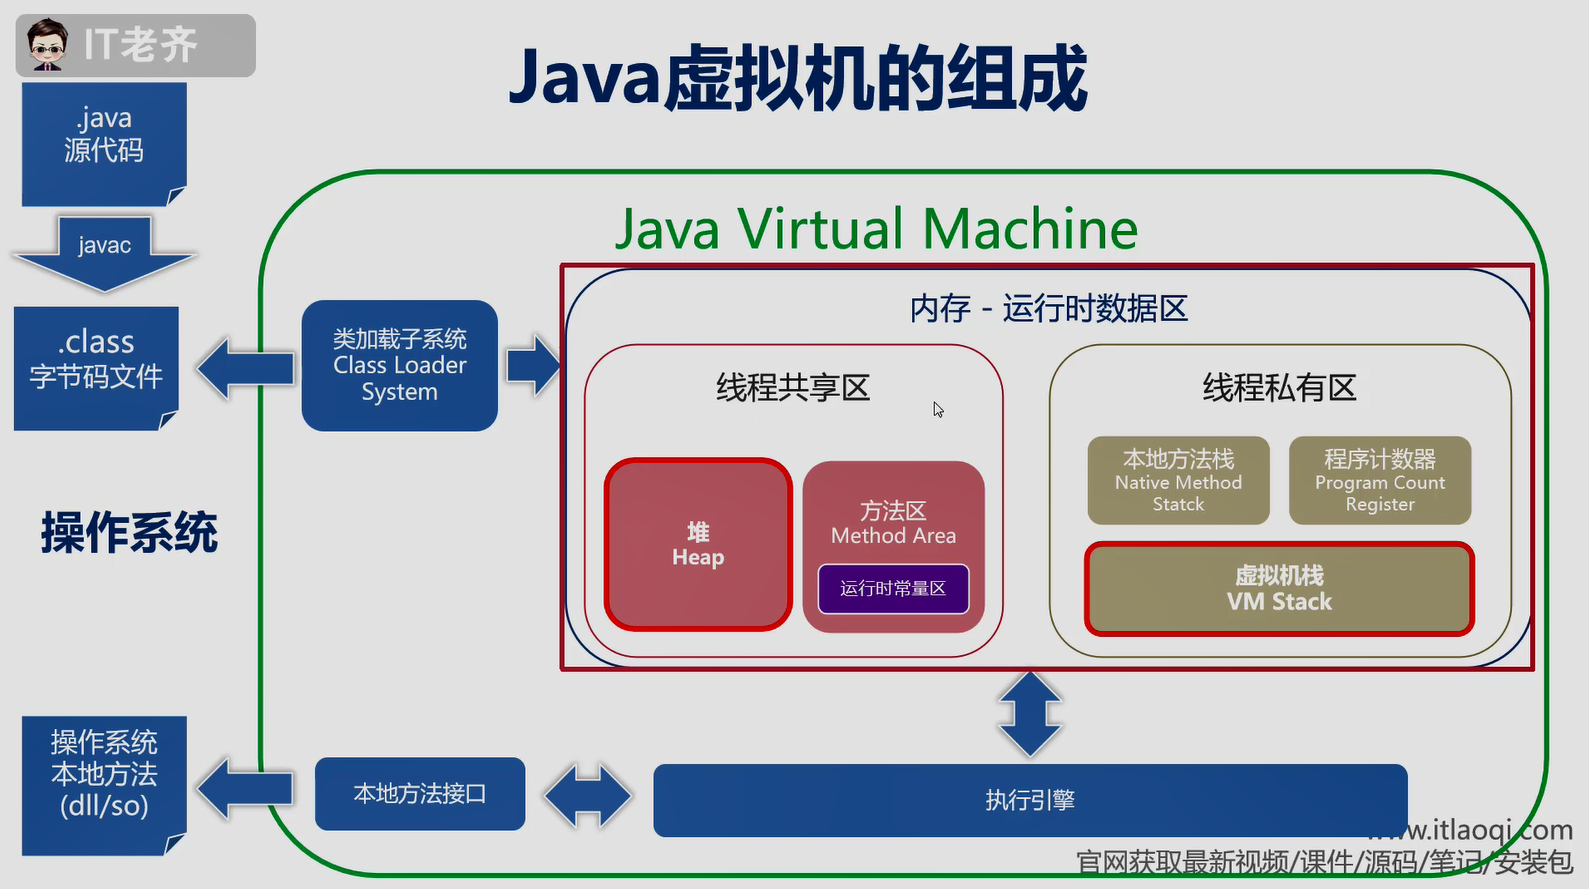 IT老齐
Java虚拟机的组成
.java
源代码
javac
.class
字节码文件
操作系统
操作系统
本地方法
(dll/so)
Java Virtual Machine
类加载子系统
Class Loader
System
内存 - 运行时数据区
线程共享区
堆
Heap
方法区
Method Area
运行时常量区
线程私有区
本地方法栈
Native Method
Statck
程序计数器
Program Count
Register
虚拟机栈
VM Stack
本地方法接口
执行引擎
www.itlaoqi.com
官网获取最新视频/课件/源码/笔记/安装包